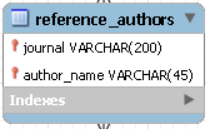 reference_authors
journal VARCHAR(200)
author_name VARCHAR(45)
Indexes